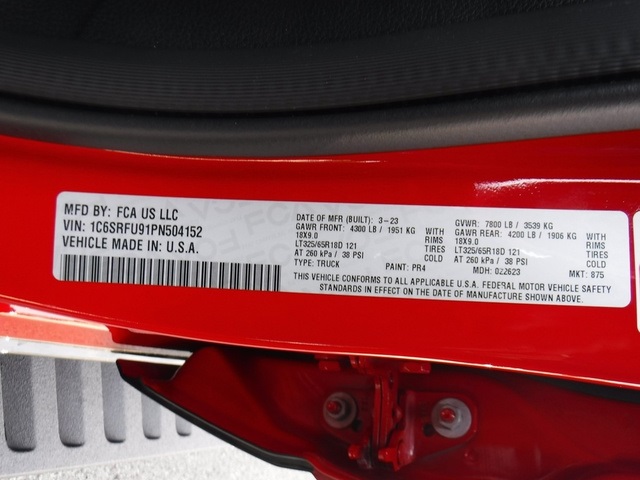 MFD BY: FCA US LLC
VIN: 1C6SRFU91PN504152
VEHICLE MADE IN: U.S.A.
DATE OF MFR (BUILT): 3-23 GVWR: 7800 LB / 3539 KG
GAWR FRONT: 4300 LB / 1951 KG GAWR REAR: 4200 LB / 1906 KG
18X9.0 RIMS 18X9.0 RIMS
LT325/65R18D 121 TIRES LT325/65R18D 121 TIRES
AT 260 kPa / 38 PSI COLD AT 260 kPa / 38 PSI COLD
TYPE: TRUCK PAINT: PR4 MDH: 022623 MKT: 875
THIS VEHICLE CONFORMS TO ALL APPLICABLE U.S.A. FEDERAL MOTOR VEHICLE SAFETY
STANDARDS IN EFFECT ON THE DATE OF MANUFACTURE SHOWN ABOVE.